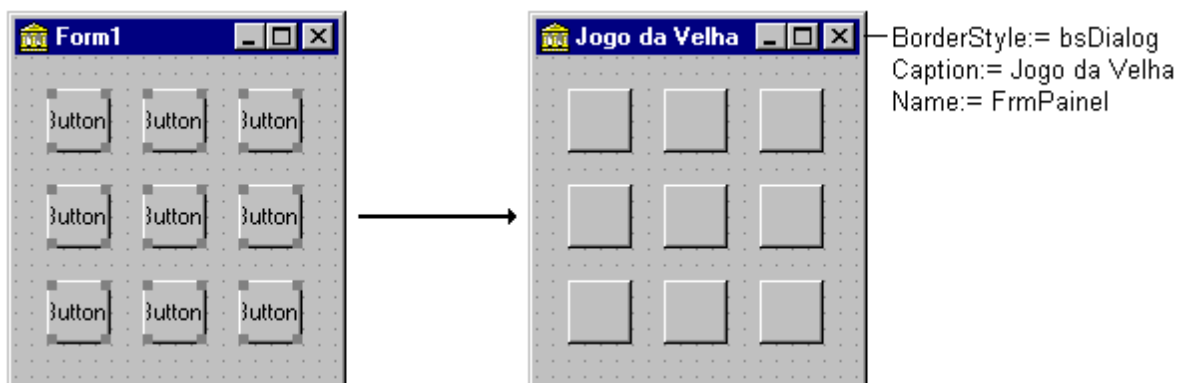 Form1
Jogo da Velha
BorderStyle:= bsDialog
Caption:= Jogo da Velha
Name:= FrmPainel
Button Button Button
Button Button Button
Button Button Button